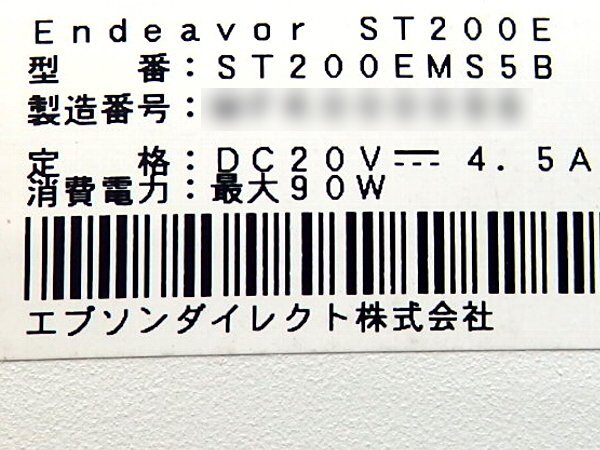 Endeavor ST200E
型　番：ST200EMS5B
製造番号：
定　格：DC20V⎓ 4.5A
消費電力：最大90W
エプソンダイレクト株式会社